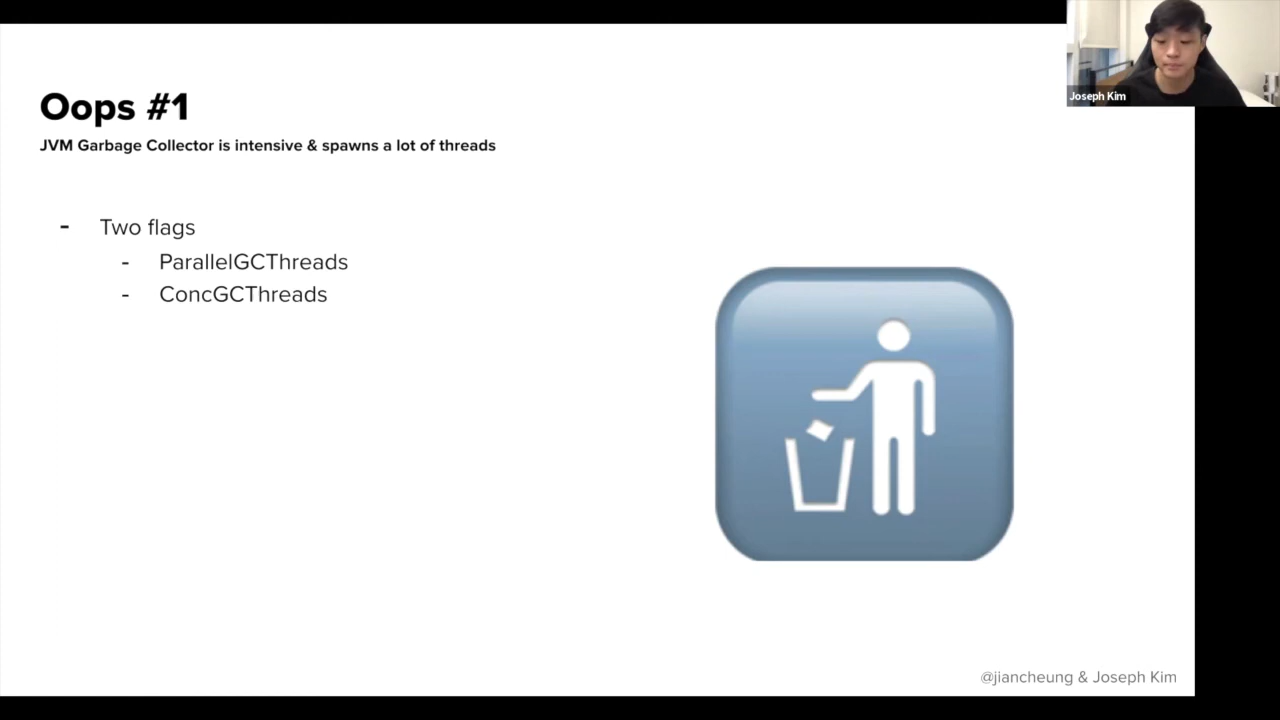 Oops #1
JVM Garbage Collector is intensive & spawns a lot of threads
- Two flags
- ParallelGCThreads
- ConcGCThreads
@jiancheung & Joseph Kim
Joseph Kim